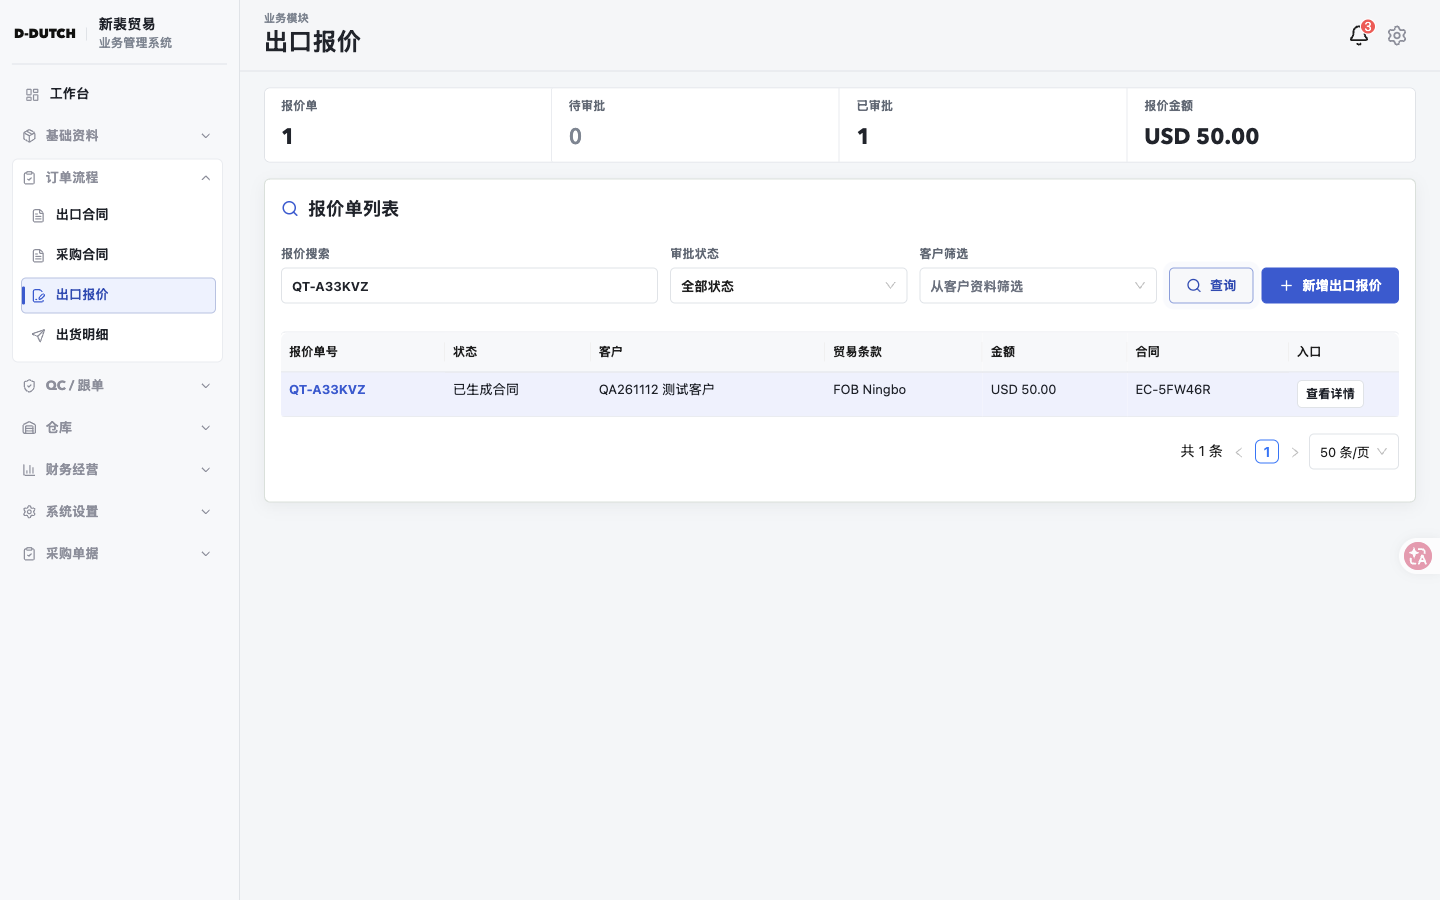 D-DUTCH
新裴贸易
业务管理系统
工作台
基础资料
订单流程
出口合同
采购合同
出口报价
出货明细
QC / 跟单
仓库
财务经营
系统设置
采购单据
业务模块
出口报价
3
报价单
1
待审批
0
已审批
1
报价金额
USD 50.00
报价单列表
报价搜索
审批状态
客户筛选
QT-A33KVZ
全部状态
从客户资料筛选
查询
新增出口报价
报价单号
状态
客户
贸易条款
金额
合同
入口
QT-A33KVZ
已生成合同
QA261112 测试客户
FOB Ningbo
USD 50.00
EC-5FW46R
查看详情
共 1 条
1
50 条/页